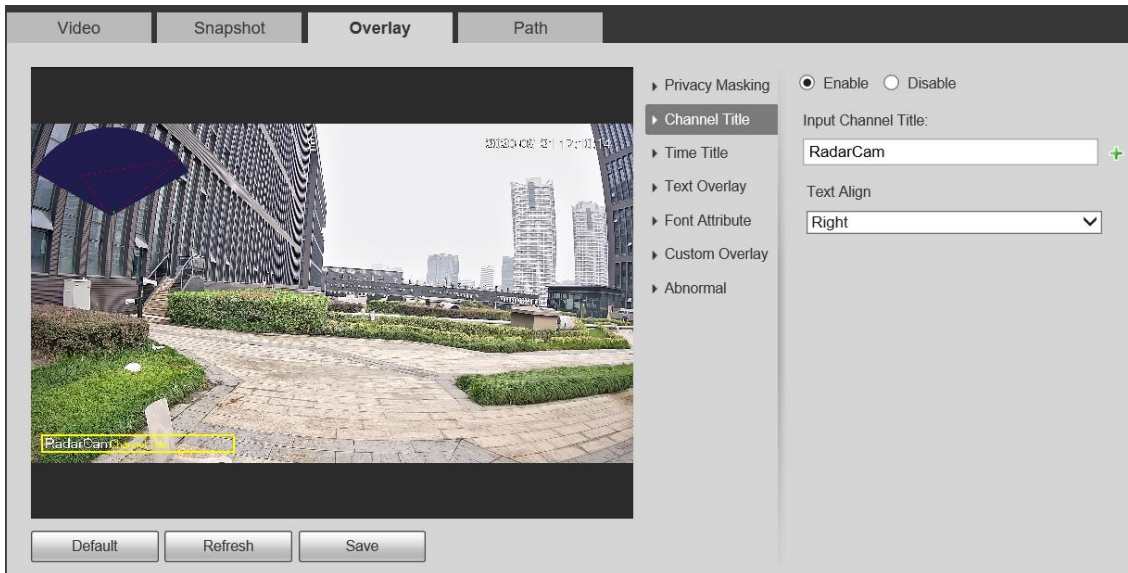 Video
Snapshot
Overlay
Path
Privacy Masking
Channel Title
Time Title
Text Overlay
Font Attribute
Custom Overlay
Abnormal
Enable
Disable
Input Channel Title:
RadarCam
Text Align
Right
RadarCam
Default
Refresh
Save